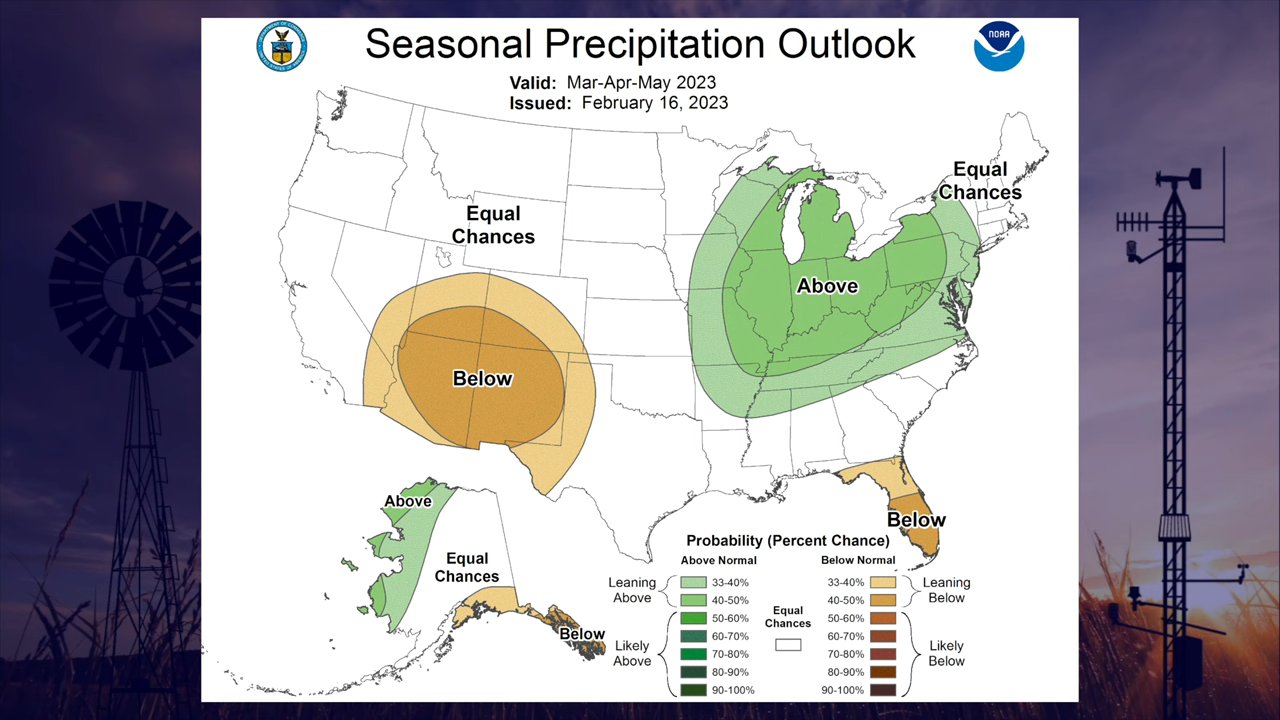 Seasonal Precipitation Outlook
Valid: Mar-Apr-May 2023
Issued: February 16, 2023
NOAA
Equal
Chances
Equal
Chances
Above
Below
Above
Equal
Chances
Below
Below
Probability (Percent Chance)
Above Normal
Below Normal
Leaning
Above
33-40%
40-50%
Likely
Above
50-60%
60-70%
70-80%
80-90%
90-100%
Equal
Chances
33-40%
40-50%
Leaning
Below
50-60%
60-70%
70-80%
80-90%
90-100%
Likely
Below